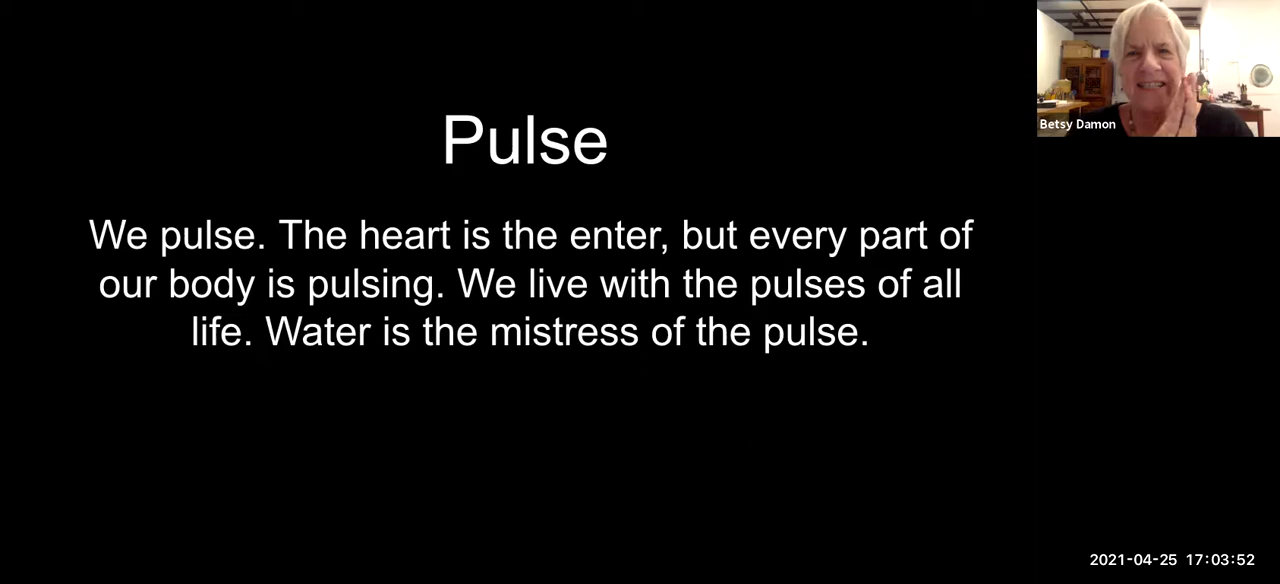 Pulse
We pulse. The heart is the enter, but every part of
our body is pulsing. We live with the pulses of all
life. Water is the mistress of the pulse.
Betsy Damon
2021-04-25 17:03:52